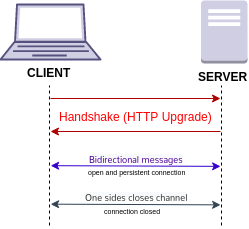 CLIENT
SERVER
Handshake (HTTP Upgrade)
Bidirectional messages
open and persistent connection
One sides closes channel
connection closed